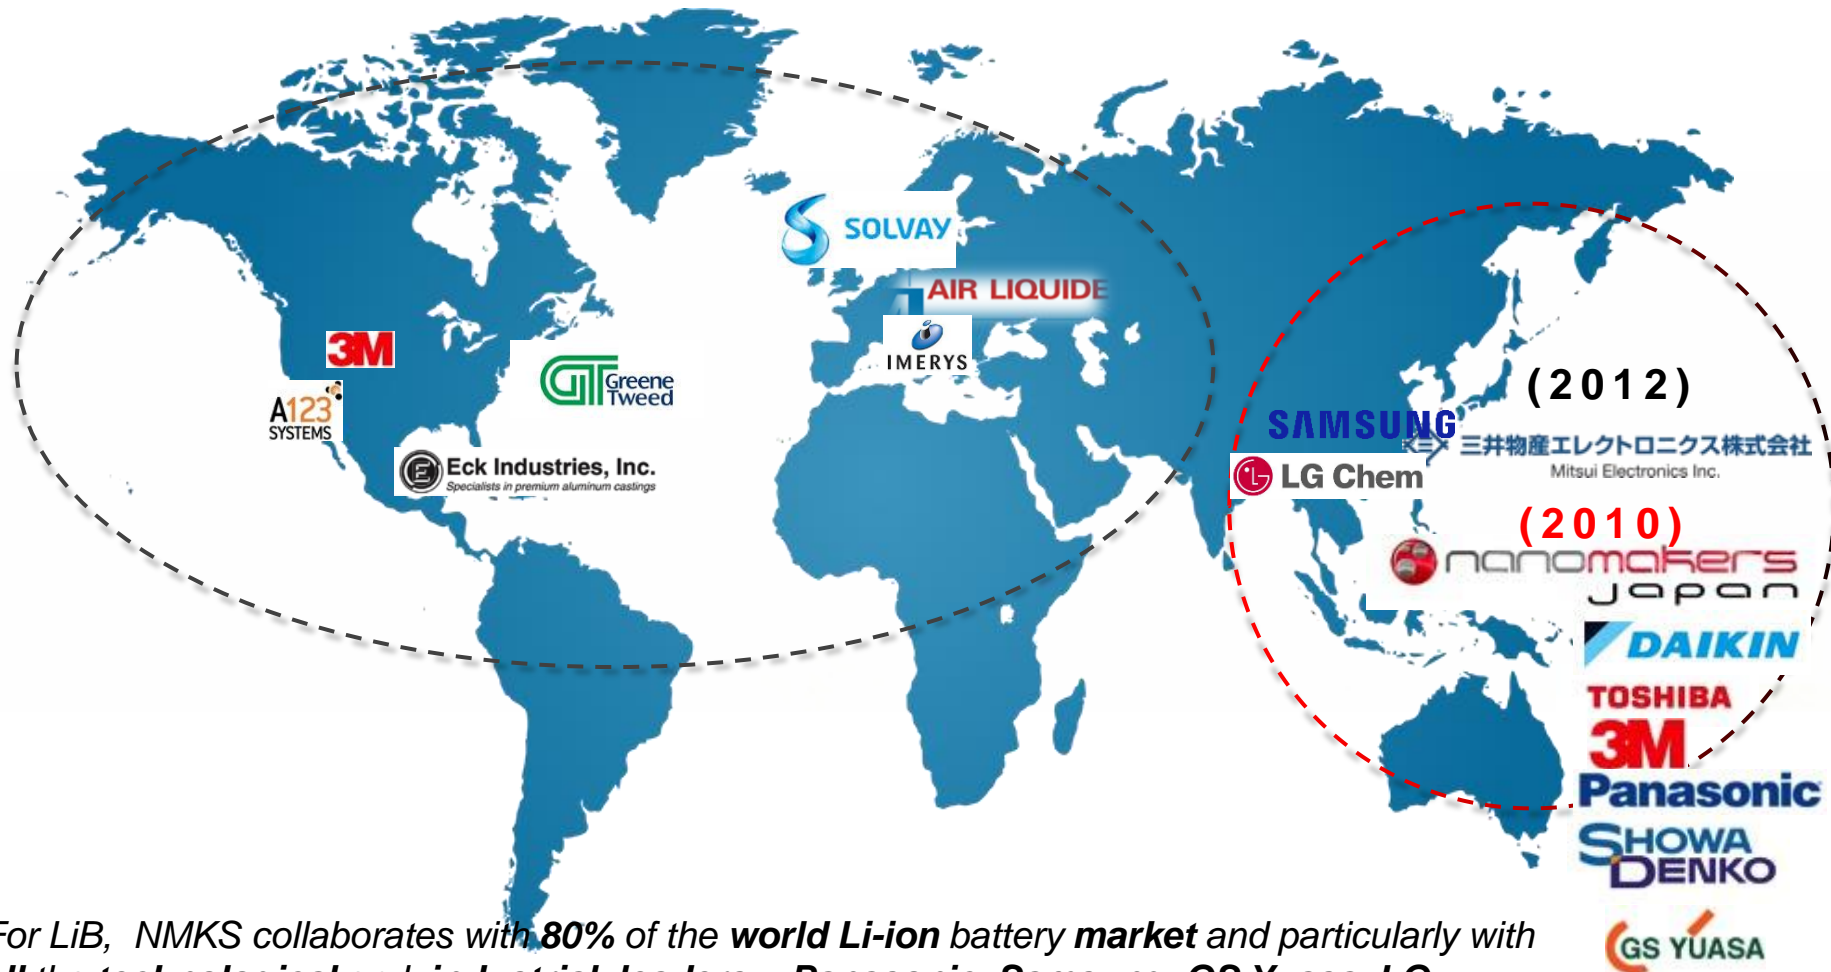 SOLVAY
AIR LIQUIDE
IMERYS
3M
Greene
Tweed
A123
SYSTEMS
Eck Industries, Inc.
Specialists in premium aluminum castings
(2012)
SAMSUNG
三井物産エレクトロニクス株式会社
Mitsui Electronics Inc.
LG Chem
(2010)
nanomakers
japan
DAIKIN
TOSHIBA
3M
Panasonic
SHOWA
DENKO
GS YUASA
For LiB, NMKS collaborates with 80% of the world Li-ion battery market and particularly with